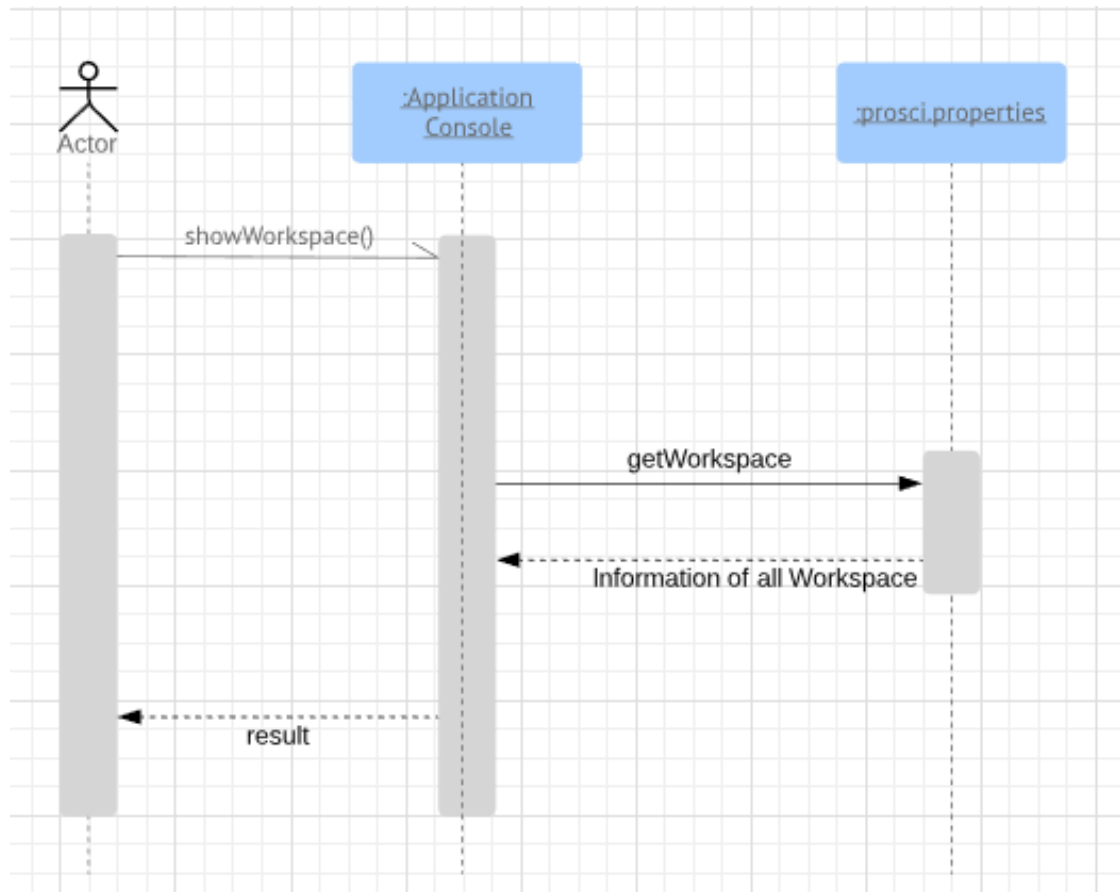 Actor
:Application
Console
:prosci.properties
showWorkspace()
getWorkspace
Information of all Workspace
result